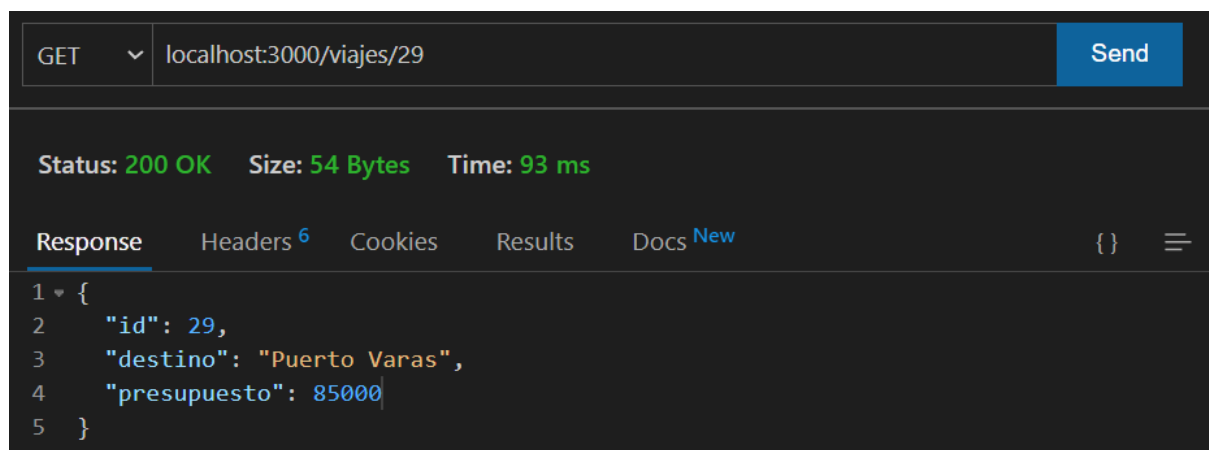 GET localhost:3000/viajes/29 Send
Status: 200 OK Size: 54 Bytes Time: 93 ms
Response Headers 6 Cookies Results Docs New { }
1 {
2 "id": 29,
3 "destino": "Puerto Varas",
4 "presupuesto": 85000
5 }